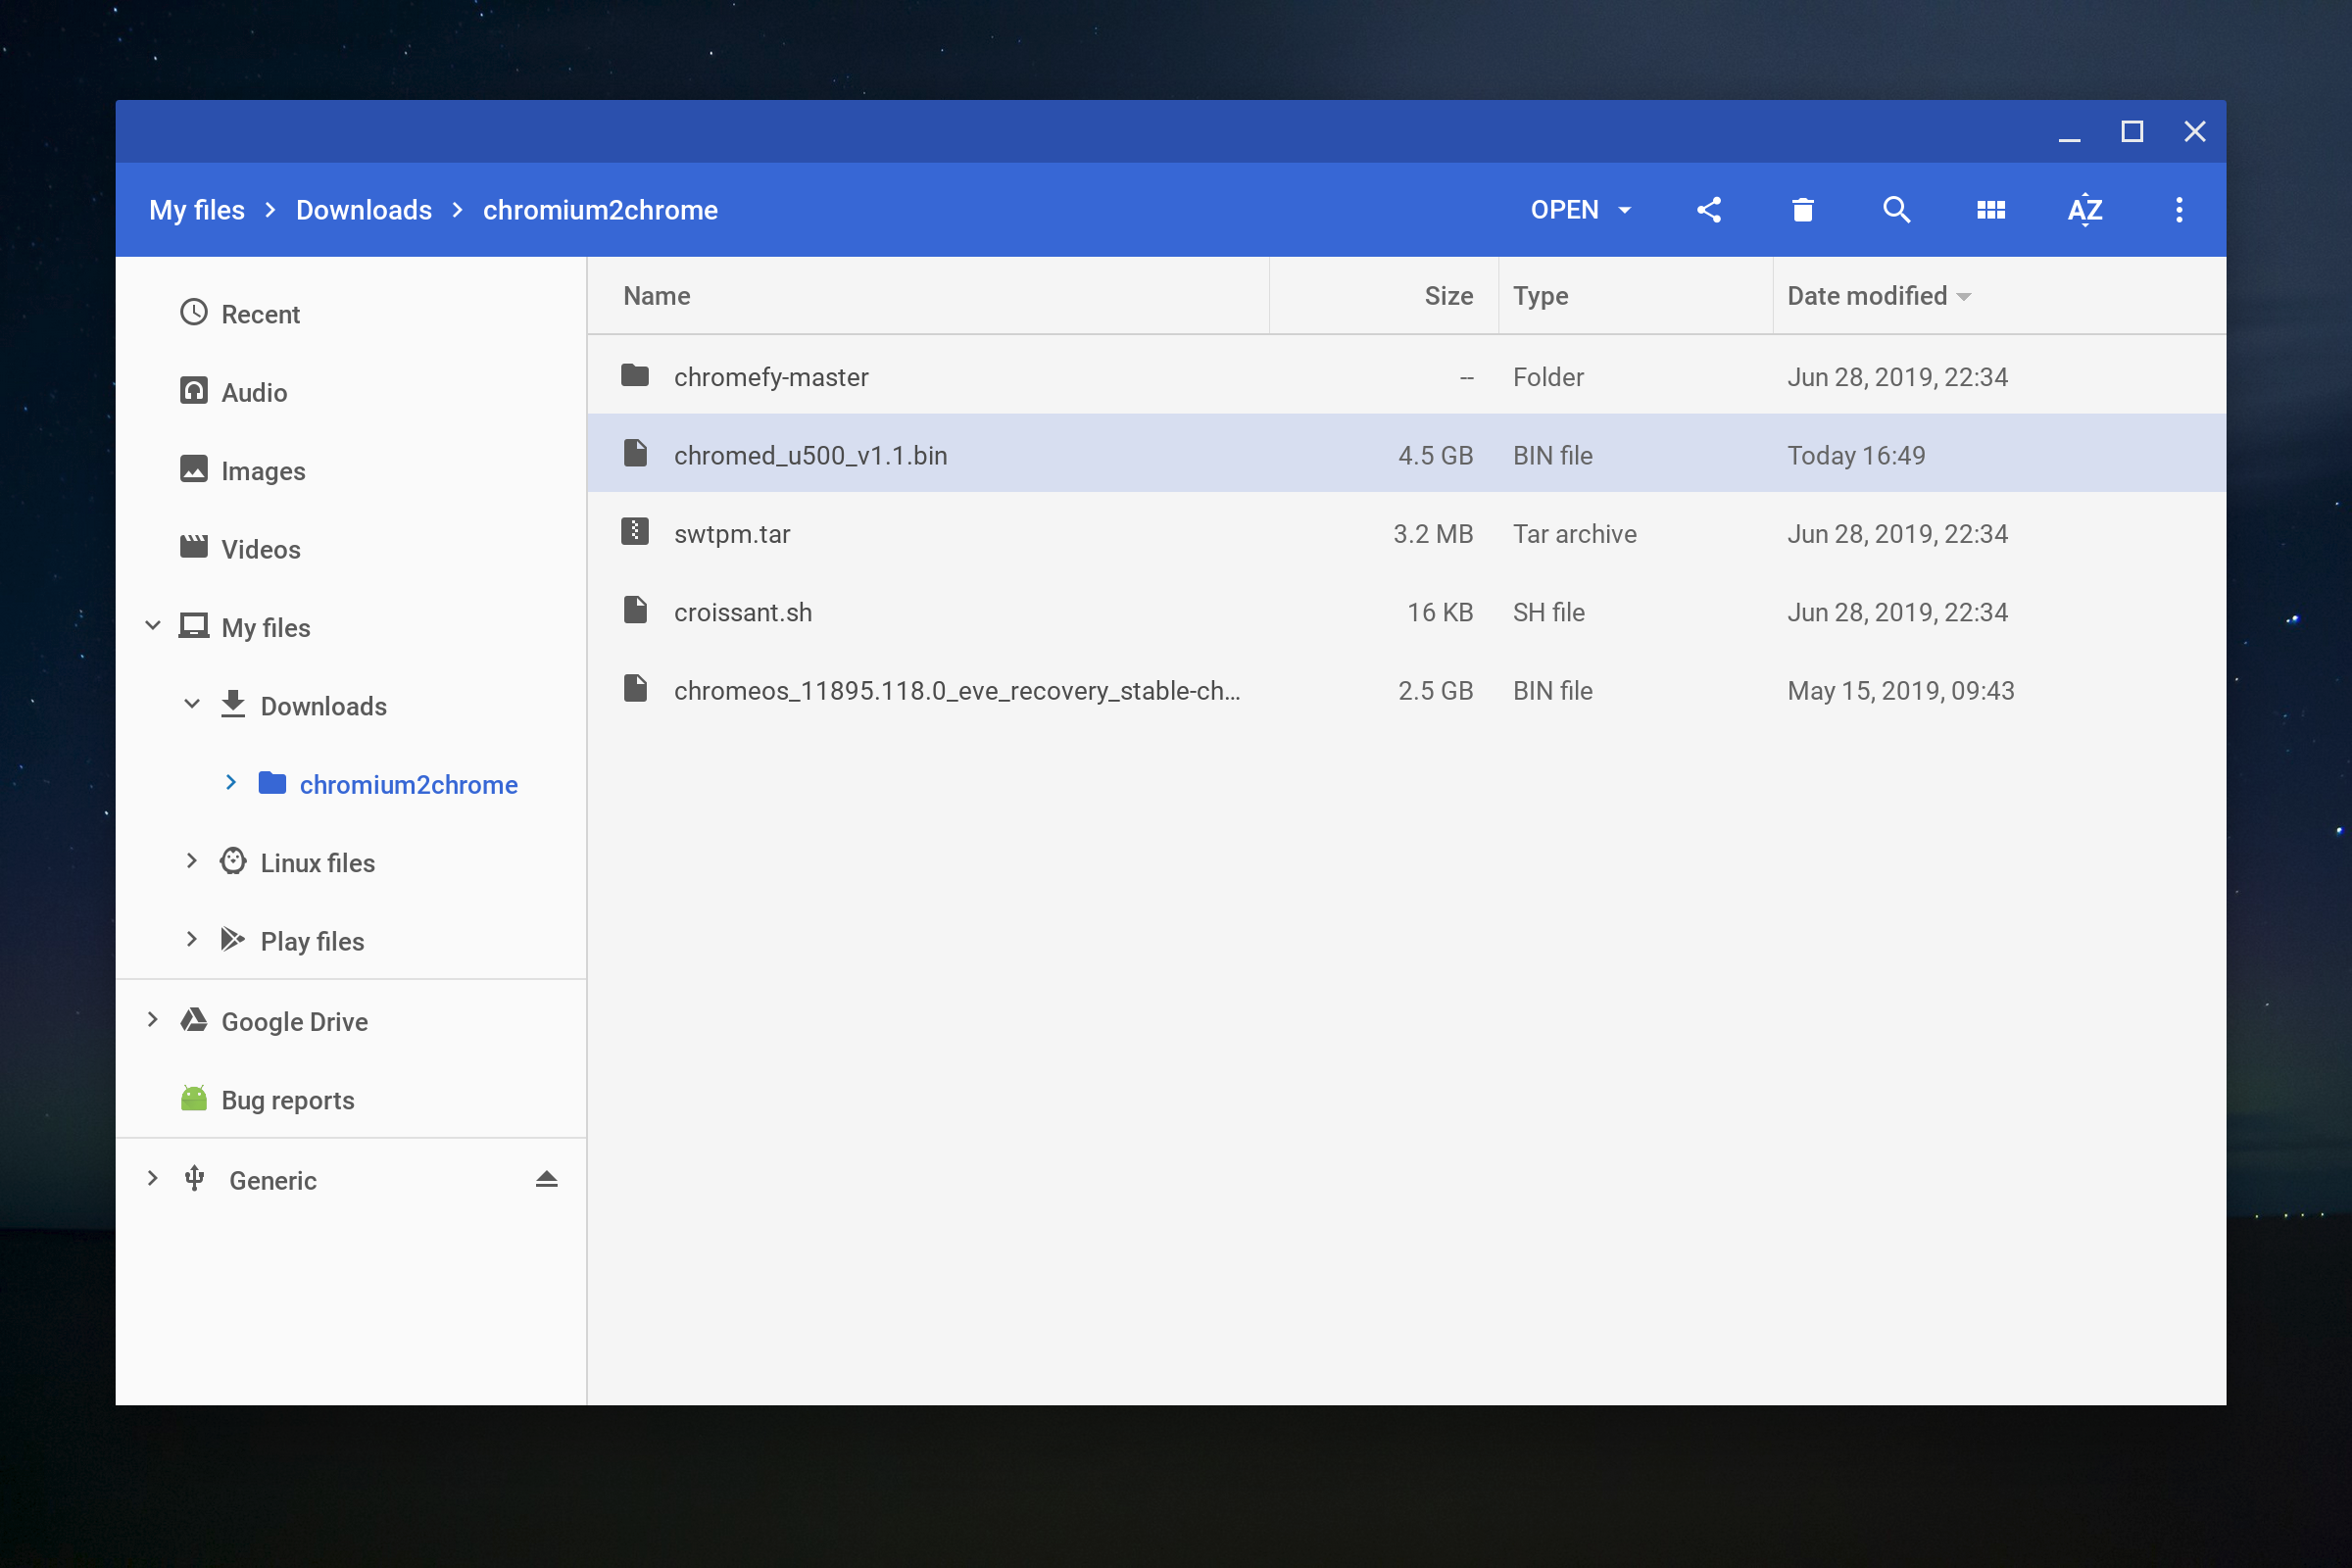 My files > Downloads > chromium2chrome OPEN AZ
Name Size Type Date modified
Recent
Audio
Images
Videos
My files
Downloads
chromium2chrome
Linux files
Play files
Google Drive
Bug reports
Generic
chromefy-master -- Folder Jun 28, 2019, 22:34
chromed_u500_v1.1.bin 4.5 GB BIN file Today 16:49
swtpm.tar 3.2 MB Tar archive Jun 28, 2019, 22:34
croissant.sh 16 KB SH file Jun 28, 2019, 22:34
chromeos_11895.118.0_eve_recovery_stable-ch... 2.5 GB BIN file May 15, 2019, 09:43